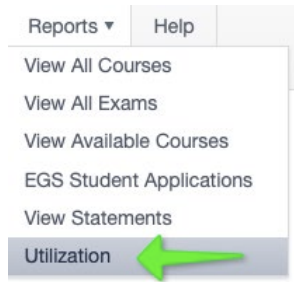 Reports ▼ Help
View All Courses
View All Exams
View Available Courses
EGS Student Applications
View Statements
Utilization